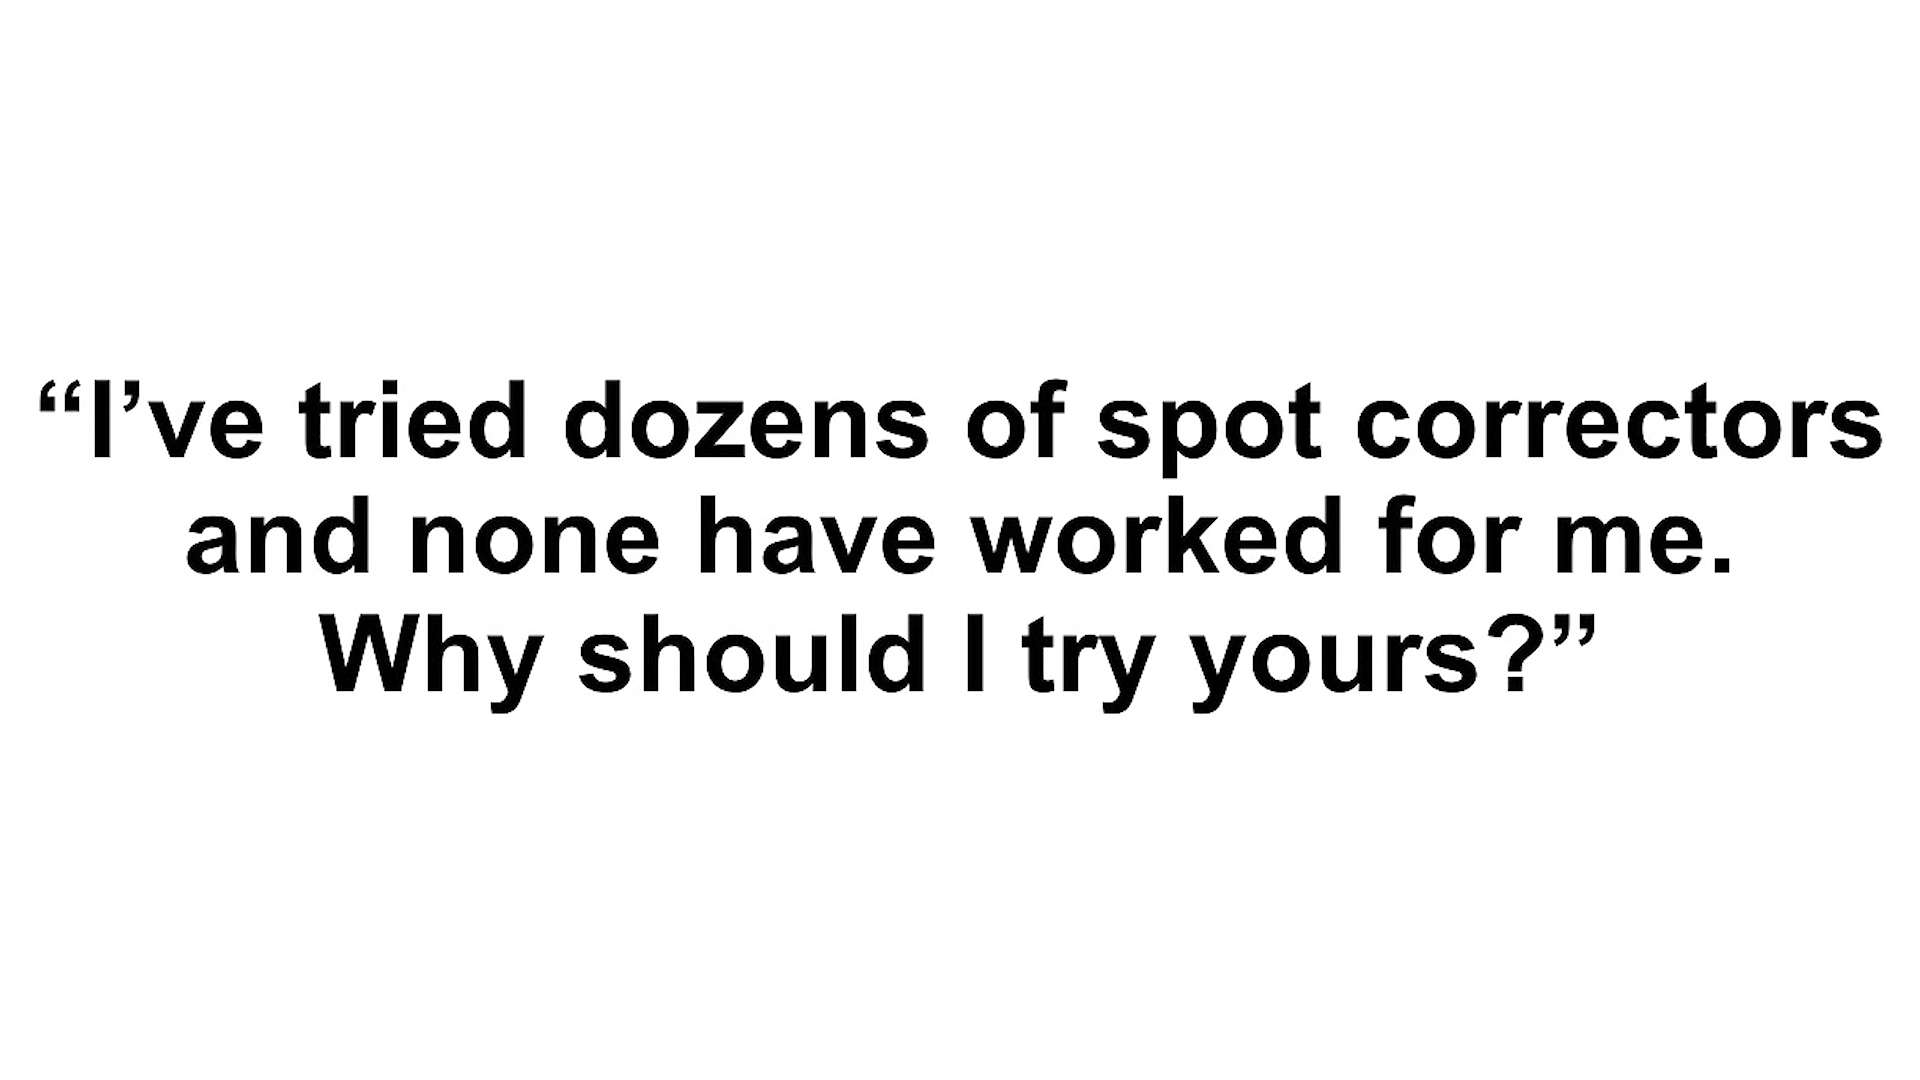 “I’ve tried dozens of spot correctors
and none have worked for me.
Why should I try yours?”